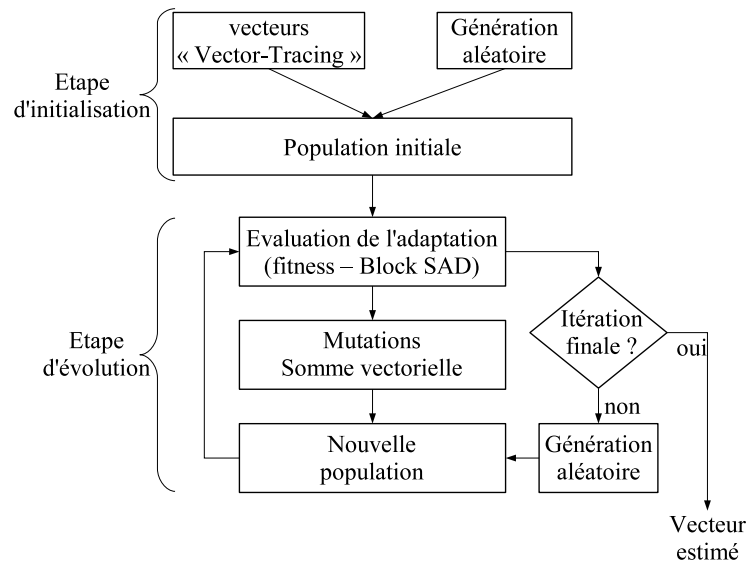 vecteurs
« Vector-Tracing »
Génération
aléatoire
Etape
d'initialisation
Population initiale
Evaluation de l'adaptation
(fitness – Block SAD)
Itération
finale ?
oui
Mutations
Somme vectorielle
Etape
d'évolution
non
Nouvelle
population
Génération
aléatoire
Vecteur
estimé